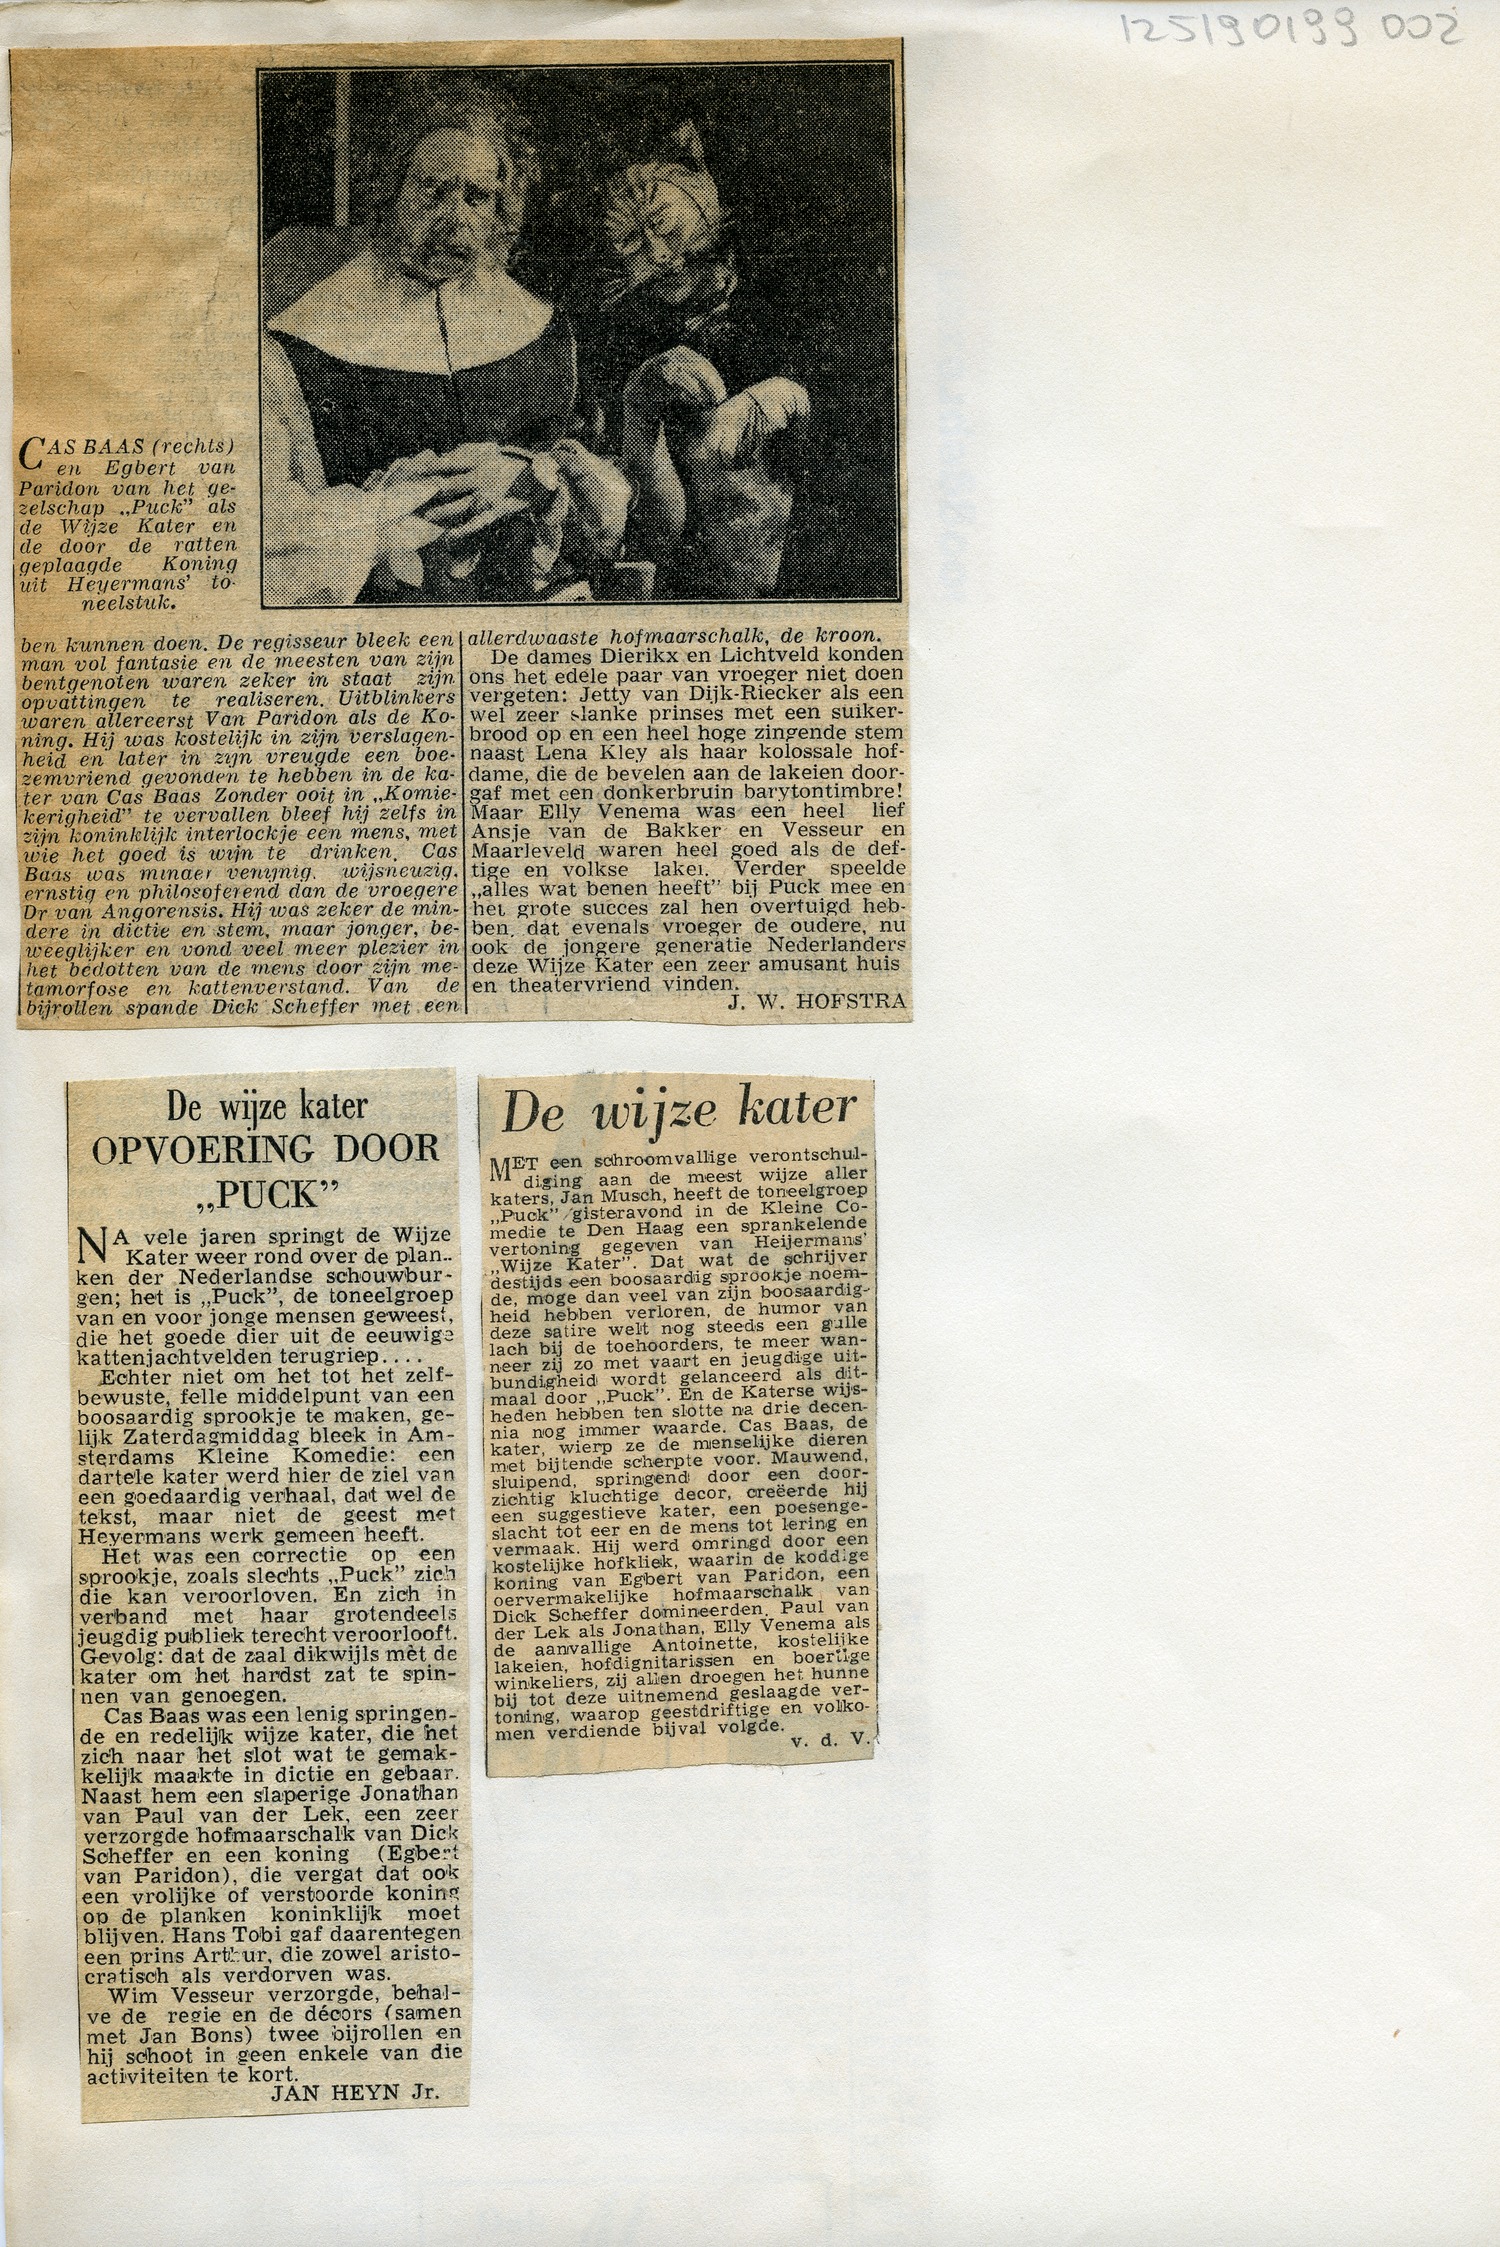 125190199 002
CAS BAAS (rechts)
en Egbert van
Paridon van het ge-
zelschap „Puck” als
de Wijze Kater en
de door de ratten
geplaagde Koning
uit Heyermans’ to-
neelstuk.
ben kunnen doen. De regisseur bleek een
man vol fantasie en de meesten van zijn
bentgenoten waren zeker in staat zijn
opvattingen te realiseren. Uitblinkers
waren allereerst Van Paridon als de Ko-
ning. Hij was kostelijk in zijn verslagen-
heid en later in zijn vreugde een boe-
zemvriend gevonden te hebben in de ka-
ter van Cas Baas Zonder ooit in „Komie-
kerigheid” te vervallen bleef hij zelfs in
zijn koninklijk interlockje een mens, met
wie het goed is wijn te drinken. Cas
Baas was minder venijnig, wijsneuzig,
ernstig en philosoferend dan de vroegere
Dr van Angorensis. Hij was zeker de min-
dere in dictie en stem, maar jonger, be-
weeglijker en vond veel meer plezier in
het bedotten van de mens door zijn me-
tamorfose en kattenverstand. Van de
bijrollen spande Dick Scheffer met een
allerdwaaste hofmaarschalk, de kroon.
De dames Dierikx en Lichtveld konden
ons het edele paar van vroeger niet doen
vergeten: Jetty van Dijk-Riecker als een
wel zeer slanke prinses met een suiker-
brood op en een heel hoge zingende stem
naast Lena Kley als haar kolossale hof-
dame, die de bevelen aan de lakeien door-
gaf met een donkerbruin barytontimbre!
Maar Elly Venema was een heel lief
Ansje van de Bakker en Vesseur en
Maarleveld waren heel goed als de def-
tige en volkse lakei. Verder speelde
„alles wat benen heeft” bij Puck mee en
het grote succes zal hen overtuigd heb-
ben, dat evenals vroeger de oudere, nu
ook de jongere generatie Nederlanders
deze Wijze Kater een zeer amusant huis
en theatervriend vinden.
J. W. HOFSTRA
De wijze kater
OPVOERING DOOR
„PUCK”
NA vele jaren springt de Wijze
Kater weer rond over de plan..
ken der Nederlandse schouwbur-
gen; het is „Puck”, de toneelgroep
van en voor jonge mensen geweest,
die het goede dier uit de eeuwige
kattenjachtvelden terugriep....
Echter niet om het tot het zelf-
bewuste, felle middelpunt van een
boosaardig sprookje te maken, ge-
lijk Zaterdagmiddag bleek in Am-
sterdams Kleine Komedie: een
dartele kater werd hier de ziel van
een goedaardig verhaal, dat wel de
tekst, maar niet de geest met
Heyermans werk gemeen heeft.
Het was een correctie op een
sprookje, zoals slechts „Puck” zich
die kan veroorloven. En zich in
verband met haar grotendeels
jeugdig publiek terecht veroorlooft.
Gevolg: dat de zaal dikwijls mèt de
kater om het hardst zat te spin-
nen van genoegen.
Cas Baas was een lenig springen-
de en redelijk wijze kater, die het
zich naar het slot wat te gemak-
kelijk maakte in dictie en gebaar.
Naast hem een slaperige Jonathan
van Paul van der Lek, een zeer
verzorgde hofmaarschalk van Dick
Scheffer en een koning (Egbert
van Paridon), die vergat dat ook
een vrolijke of verstoorde koning
op de planken koninklijk moet
blijven. Hans Tobi gaf daarentegen
een prins Arthur, die zowel aristo-
cratisch als verdorven was.
Wim Vesseur verzorgde, behal-
ve de regie en de décors (samen
met Jan Bons) twee bijrollen en
hij schoot in geen enkele van die
activiteiten te kort.
JAN HEYN Jr.
De wijze kater
MET een schroomvallige verontschul-
diging aan de meest wijze aller
katers, Jan Musch, heeft de toneelgroep
„Puck” gisteravond in de Kleine Co-
medie te Den Haag een sprankelende
vertoning gegeven van Heijermans’
„Wijze Kater”. Dat wat de schrijver
destijds een boosaardig sprookje noem-
de, moge dan veel van zijn boosaardig-
heid hebben verloren, de humor van
deze satire welt nog steeds een gulle
lach bij de toehoorders, te meer wan-
neer zij zo met vaart en jeugdige uit-
bundigheid wordt gelanceerd als dit-
maal door „Puck”. En de Katerse wijs-
heden hebben ten slotte na drie decen-
nia nog immer waarde. Cas Baas, de
kater, wierp ze de menselijke dieren
met bijtende scherpte voor. Mauwend,
sluipend, springend door een door-
zichtig kluchtige decor, creëerde hij
een suggestieve kater, een poesenge-
slacht tot eer en de mens tot lering en
vermaak. Hij werd omringd door een
kostelijke hofkliek, waarin de koddige
koning van Egbert van Paridon, een
oervermakelijke hofmaarschalk van
Dick Scheffer domineerden. Paul van
der Lek als Jonathan, Elly Venema als
de aanvallige Antoinette, kostelijke
lakeien, hofdignitarissen en boertige
winkeliers, zij allen droegen het hunne
bij tot deze uitnemend geslaagde ver-
toning, waarop geestdriftige en volko-
men verdiende bijval volgde.
v. d. V.